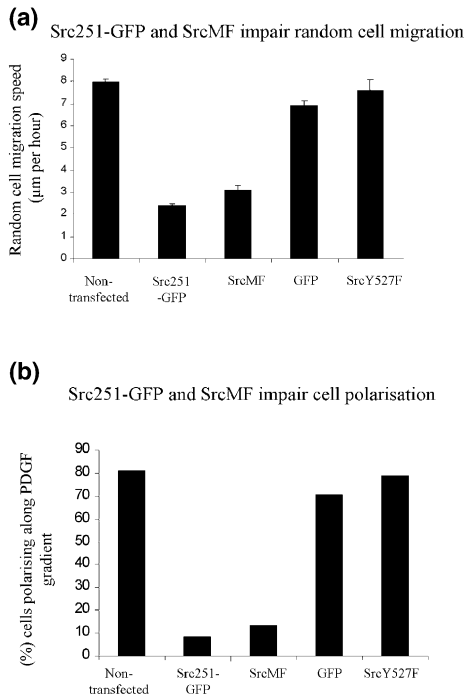 (a)
Src251-GFP and SrcMF impair random cell migration
Random cell migration speed
(µm per hour)
9
8
7
6
5
4
3
2
1
0
Non-
transfected
Src251
-GFP
SrcMF
GFP
SrcY527F
(b)
Src251-GFP and SrcMF impair cell polarisation
(%) cells polarising along PDGF
gradient
90
80
70
60
50
40
30
20
10
0
Non-
transfected
Src251-
GFP
SrcMF
GFP
SrcY527F